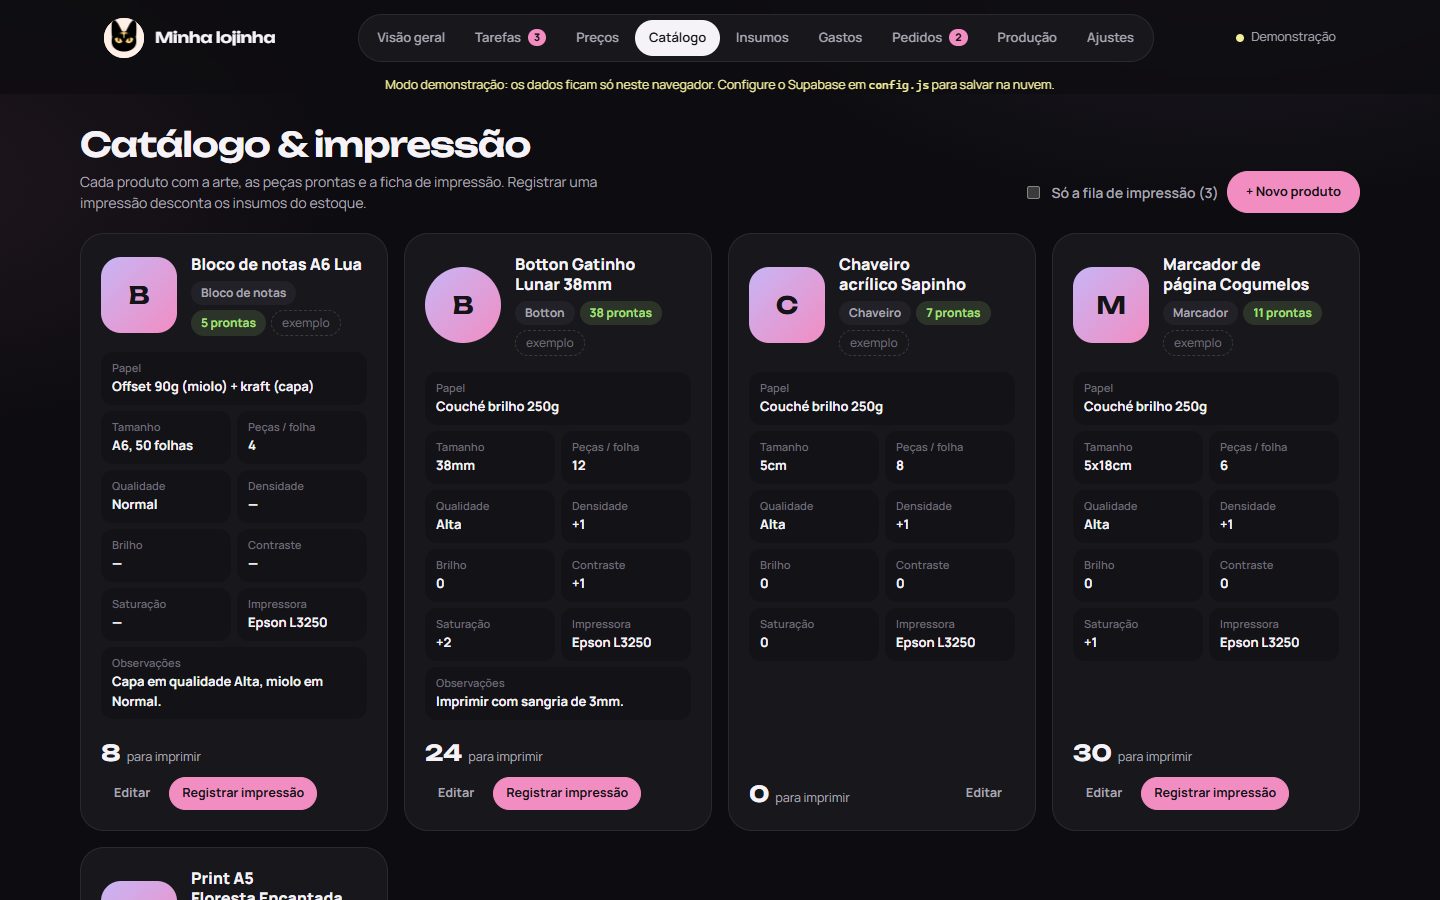 Minha lojinha
Visão geral
Tarefas 3
Preços
Catálogo
Insumos
Gastos
Pedidos 2
Produção
Ajustes
Demonstração
Modo demonstração: os dados ficam só neste navegador. Configure o Supabase em config.js para salvar na nuvem.
Catálogo & impressão
Cada produto com a arte, as peças prontas e a ficha de impressão. Registrar uma
impressão desconta os insumos do estoque.
Só a fila de impressão (3)
+ Novo produto
B
Bloco de notas A6 Lua
Bloco de notas
5 prontas
exemplo
Papel
Offset 90g (miolo) + kraft (capa)
Tamanho
A6, 50 folhas
Peças / folha
4
Qualidade
Normal
Densidade
—
Brilho
—
Contraste
—
Saturação
—
Impressora
Epson L3250
Observações
Capa em qualidade Alta, miolo em
Normal.
8 para imprimir
Editar
Registrar impressão
B
Botton Gatinho
Lunar 38mm
Botton
38 prontas
exemplo
Papel
Couché brilho 250g
Tamanho
38mm
Peças / folha
12
Qualidade
Alta
Densidade
+1
Brilho
0
Contraste
+1
Saturação
+2
Impressora
Epson L3250
Observações
Imprimir com sangria de 3mm.
24 para imprimir
Editar
Registrar impressão
C
Chaveiro
acrílico Sapinho
Chaveiro
7 prontas
exemplo
Papel
Couché brilho 250g
Tamanho
5cm
Peças / folha
8
Qualidade
Alta
Densidade
+1
Brilho
0
Contraste
0
Saturação
0
Impressora
Epson L3250
0 para imprimir
Editar
M
Marcador de
página Cogumelos
Marcador
11 prontas
exemplo
Papel
Couché brilho 250g
Tamanho
5x18cm
Peças / folha
6
Qualidade
Alta
Densidade
+1
Brilho
0
Contraste
0
Saturação
+1
Impressora
Epson L3250
30 para imprimir
Editar
Registrar impressão
Print A5
Floresta Encantada